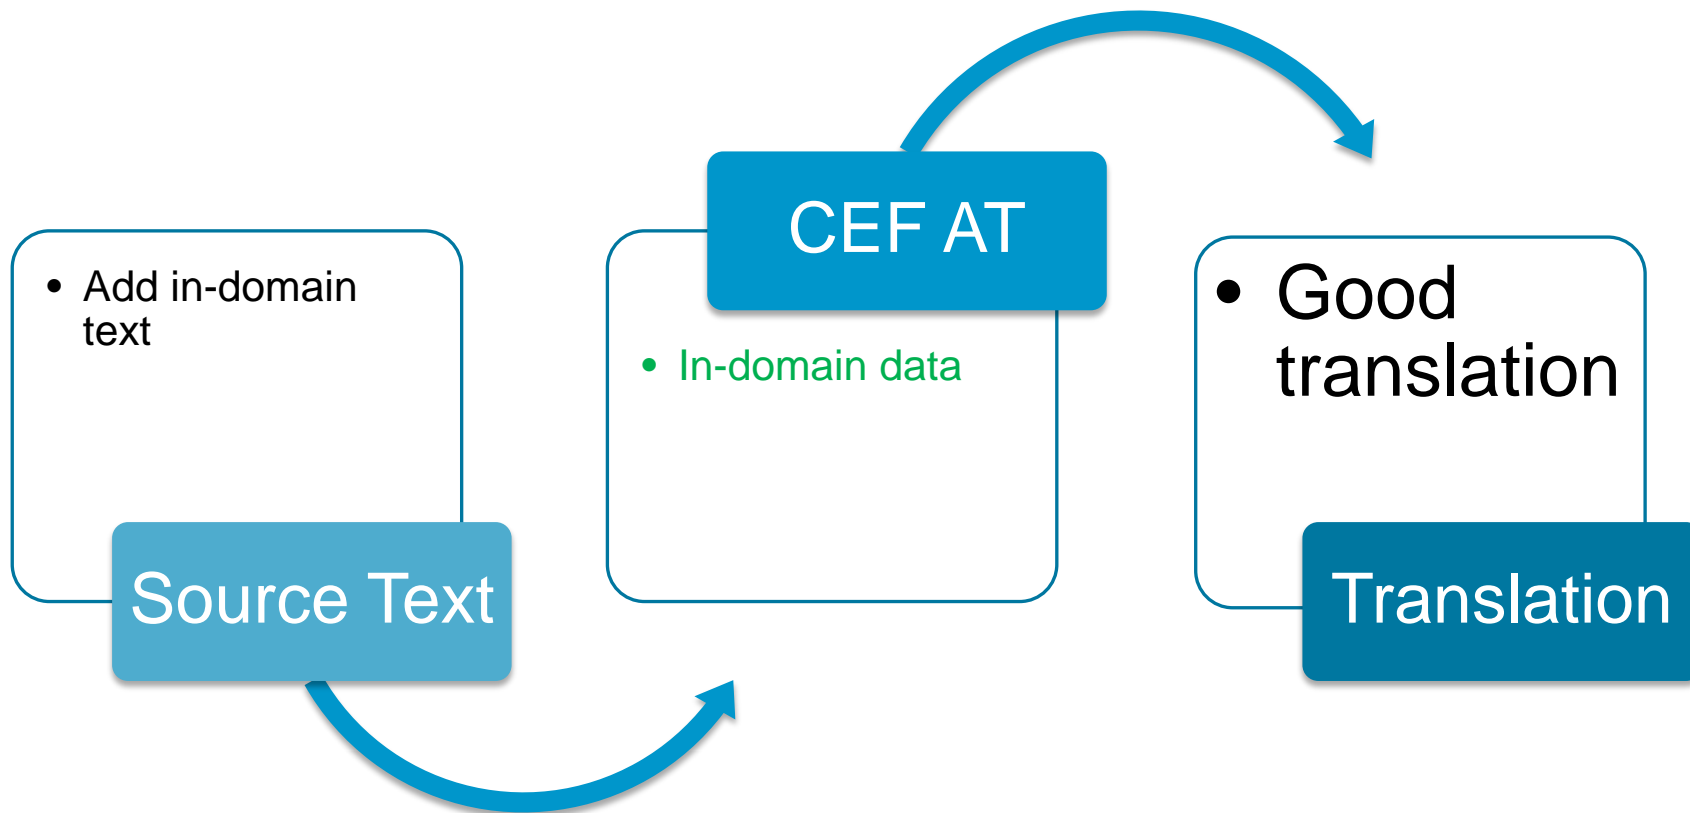 • Add in-domain
text
Source Text
CEF AT
• In-domain data
• Good
translation
Translation